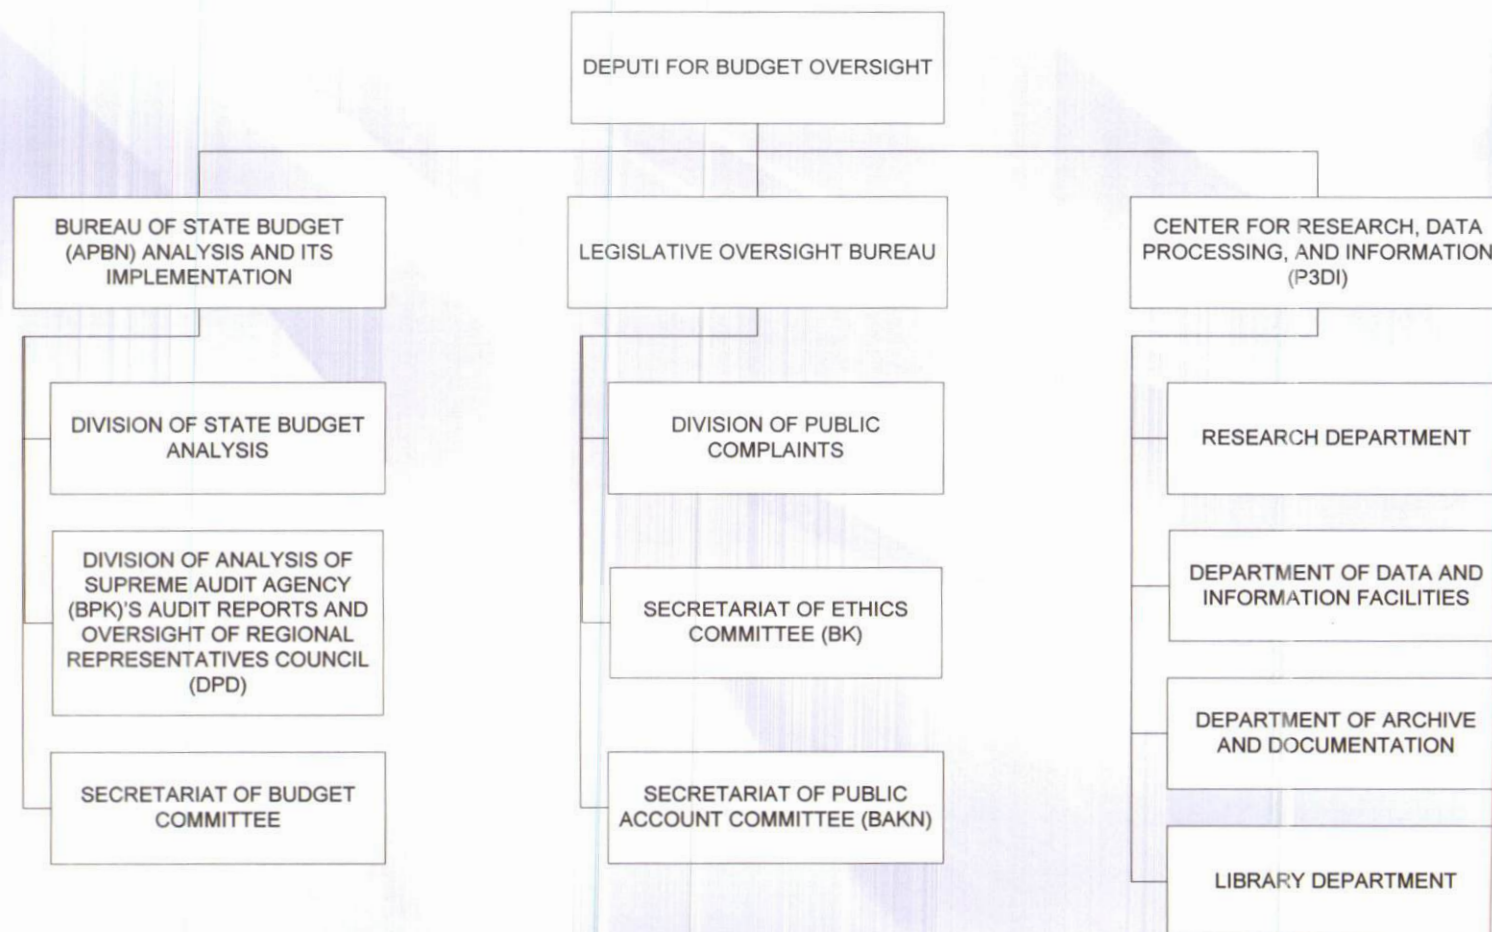 DEPUTI FOR BUDGET OVERSIGHT
BUREAU OF STATE BUDGET
(APBN) ANALYSIS AND ITS
IMPLEMENTATION
LEGISLATIVE OVERSIGHT BUREAU
CENTER FOR RESEARCH, DATA
PROCESSING, AND INFORMATION
(P3DI)
DIVISION OF STATE BUDGET
ANALYSIS
DIVISION OF ANALYSIS OF
SUPREME AUDIT AGENCY
(BPK)'S AUDIT REPORTS AND
OVERSIGHT OF REGIONAL
REPRESENTATIVES COUNCIL
(DPD)
SECRETARIAT OF BUDGET
COMMITTEE
DIVISION OF PUBLIC
COMPLAINTS
SECRETARIAT OF ETHICS
COMMITTEE (BK)
SECRETARIAT OF PUBLIC
ACCOUNT COMMITTEE (BAKN)
RESEARCH DEPARTMENT
DEPARTMENT OF DATA AND
INFORMATION FACILITIES
DEPARTMENT OF ARCHIVE
AND DOCUMENTATION
LIBRARY DEPARTMENT